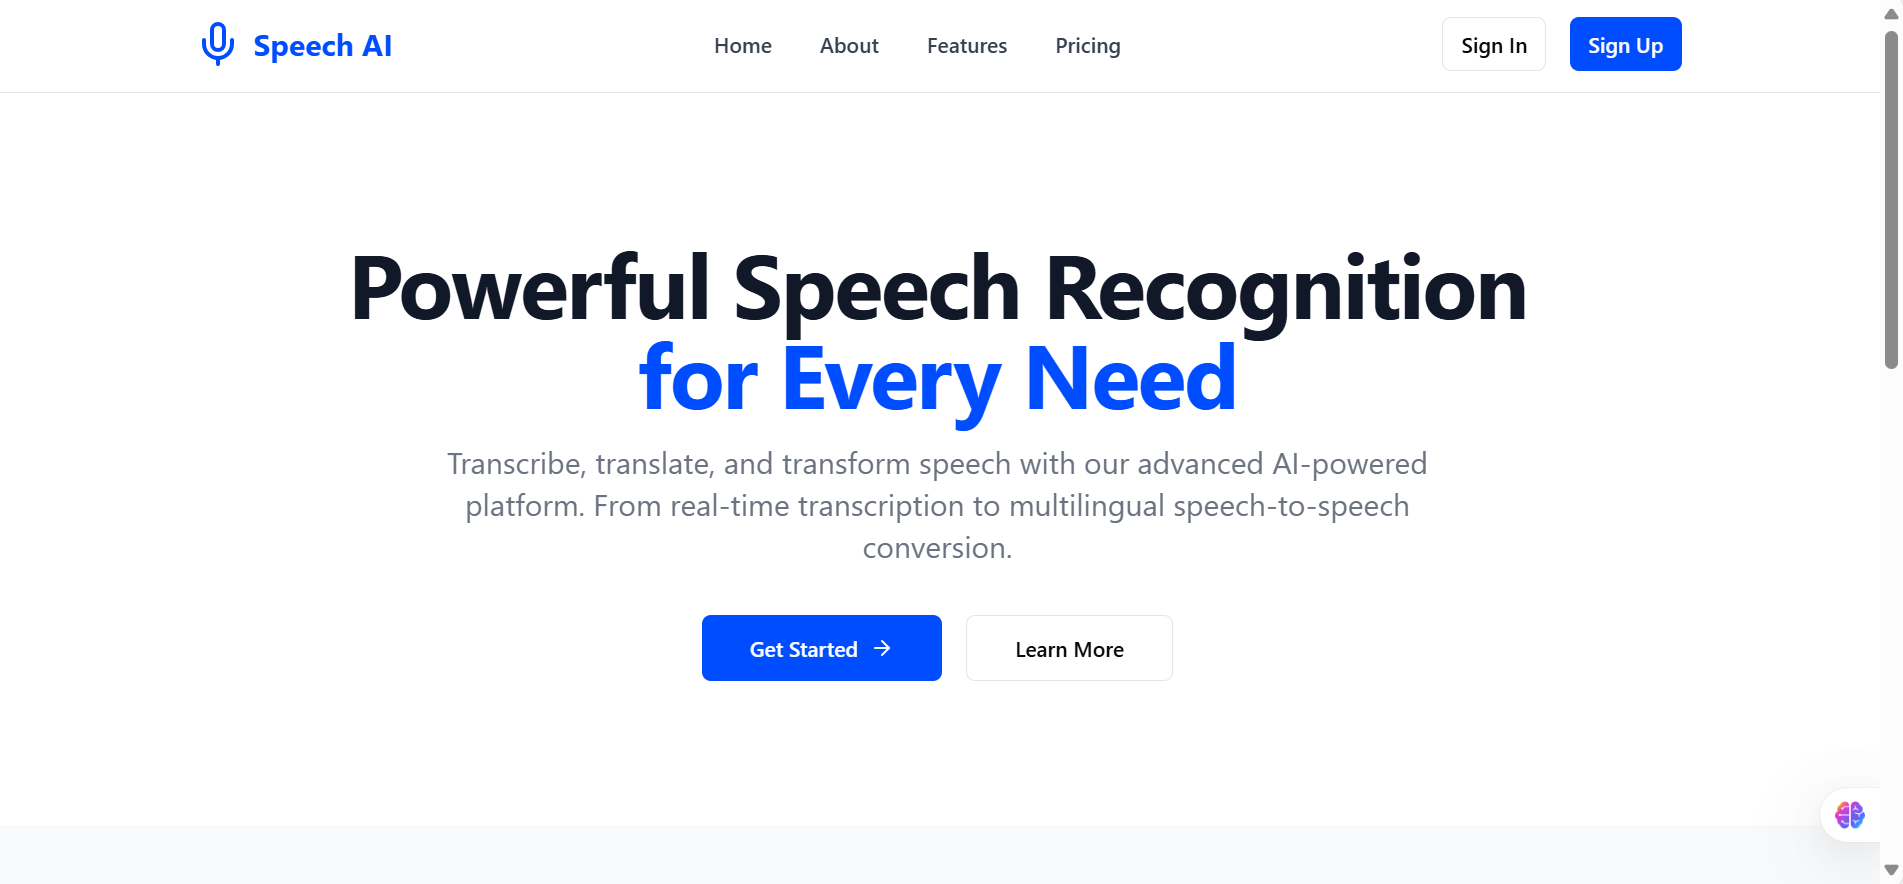 Speech AI
Home
About
Features
Pricing
Sign In
Sign Up
Powerful Speech Recognition
for Every Need
Transcribe, translate, and transform speech with our advanced AI-powered
platform. From real-time transcription to multilingual speech-to-speech
conversion.
Get Started
Learn More